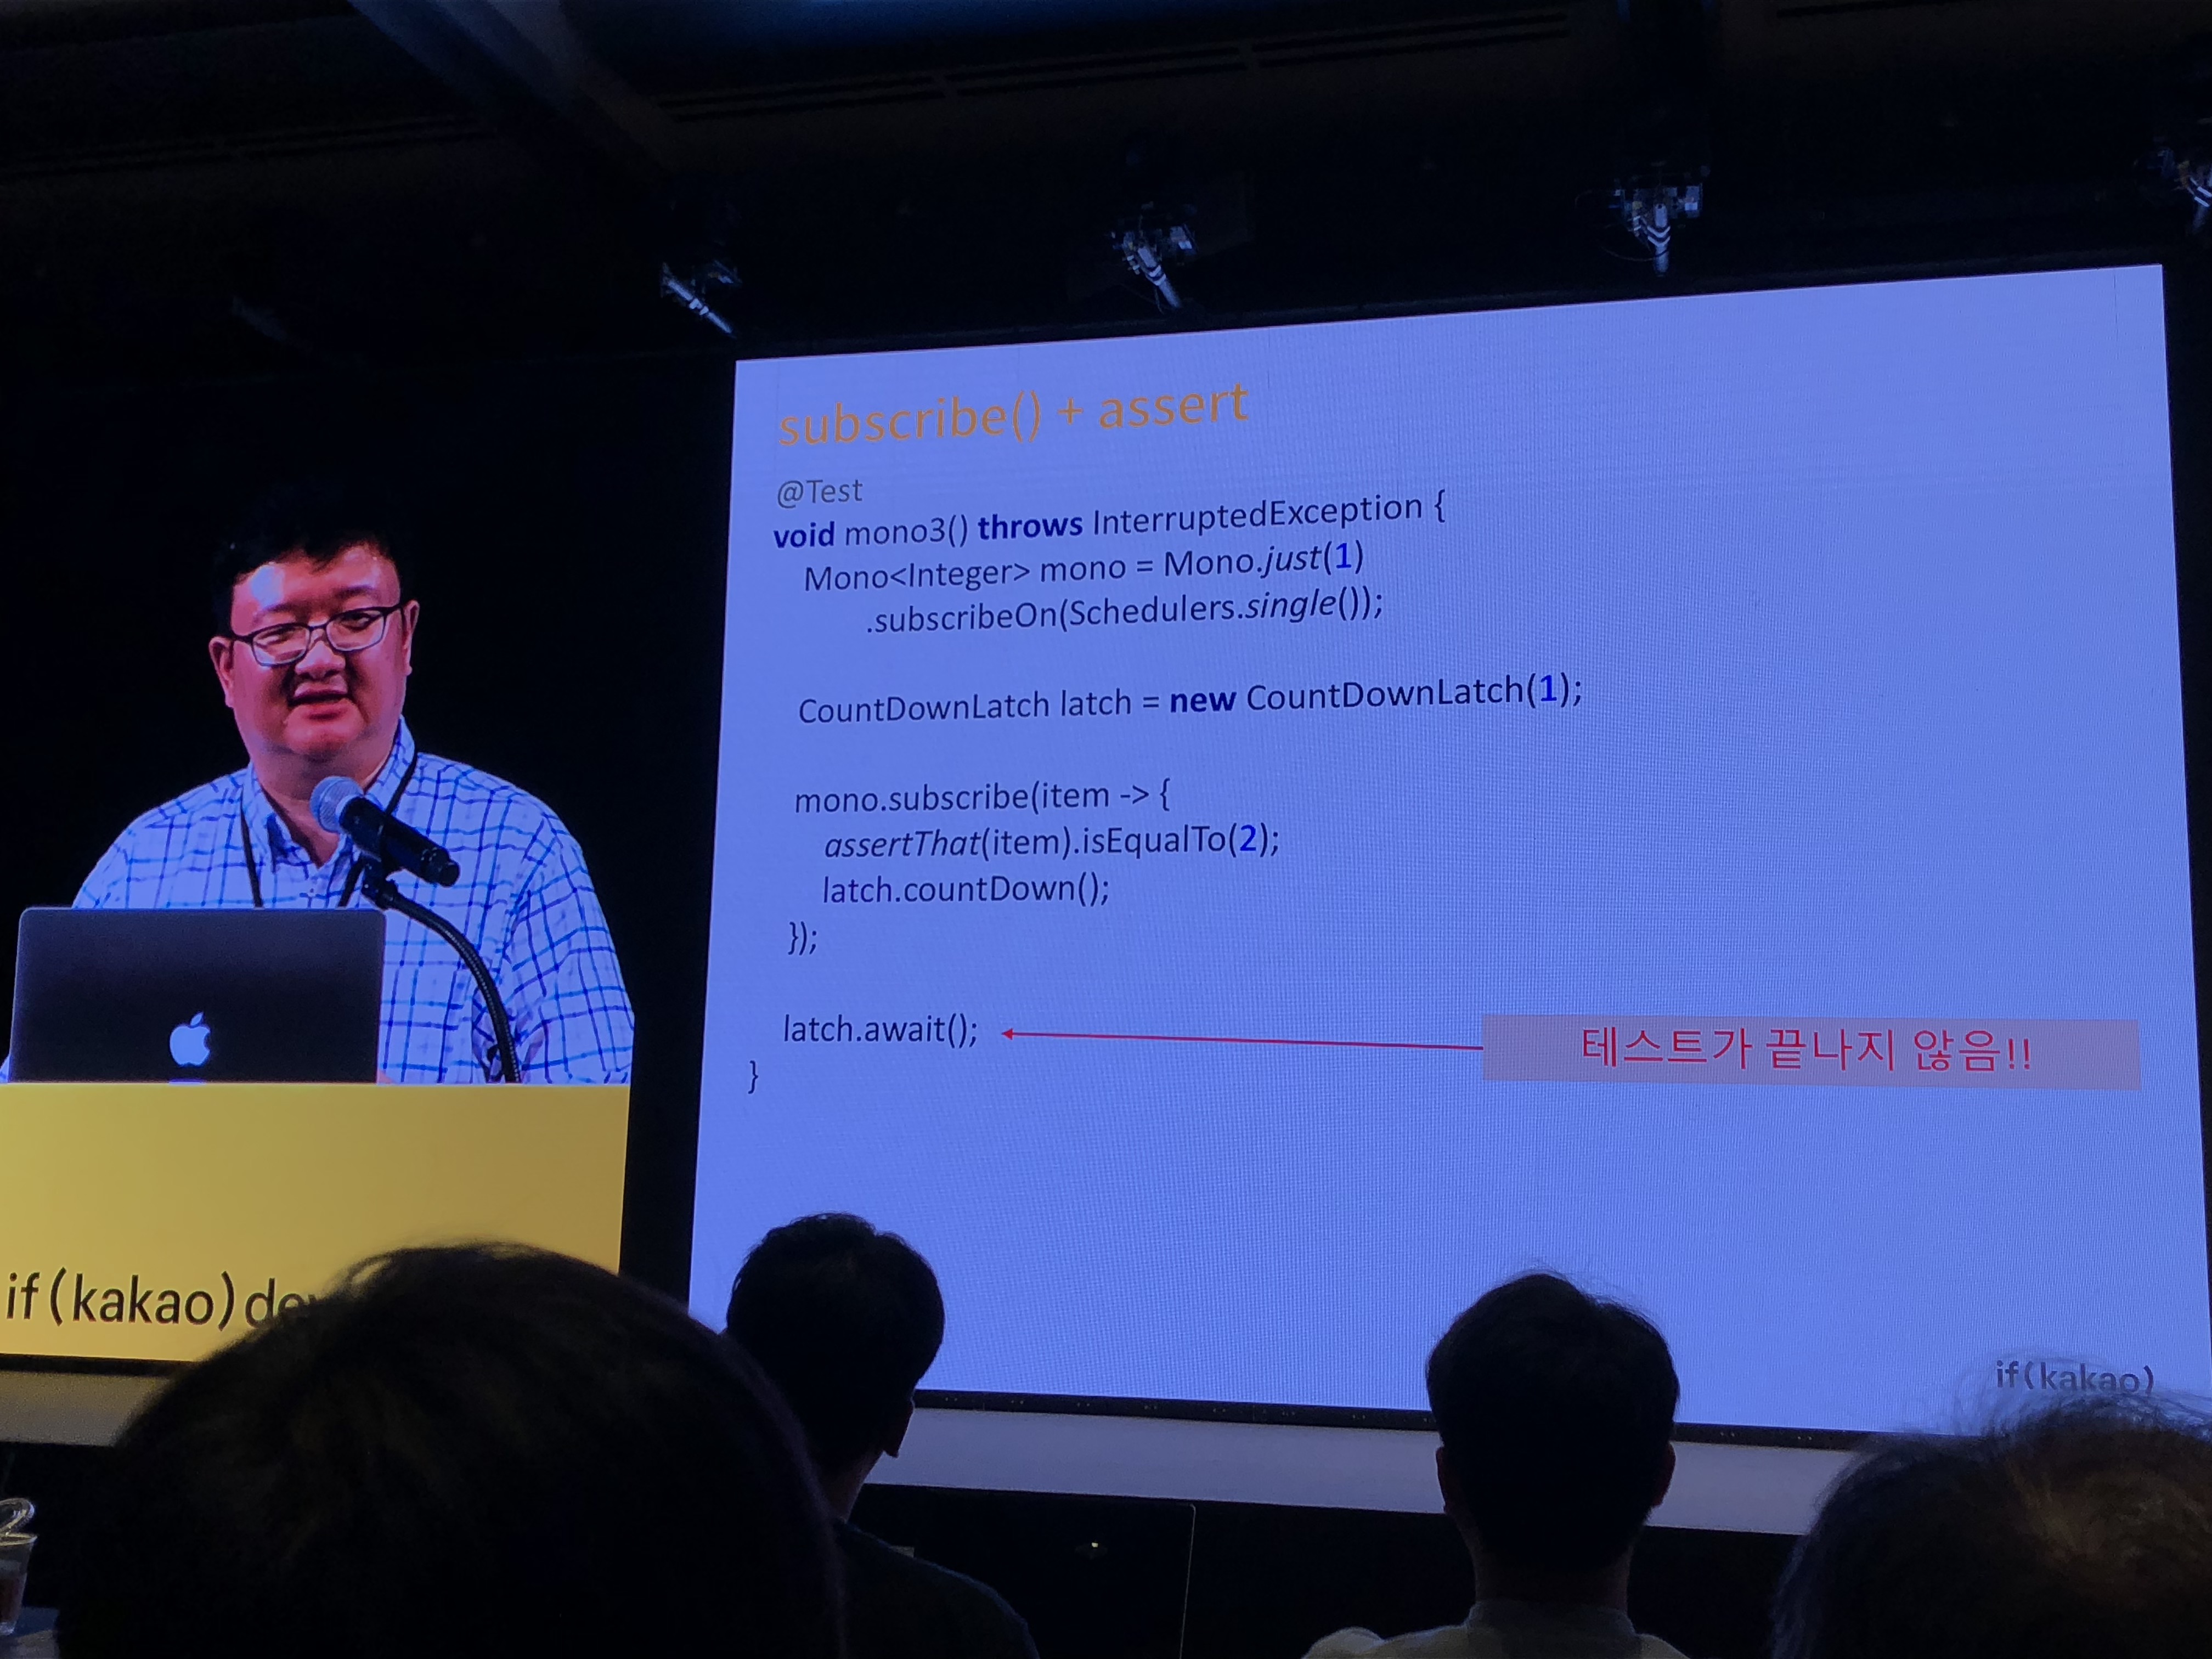 subscribe() + assert
@Test
void mono3() throws InterruptedException {
Mono<Integer> mono = Mono.just(1)
.subscribeOn(Schedulers.single());
CountDownLatch latch = new CountDownLatch(1);
mono.subscribe(item -> {
assertThat(item).isEqualTo(2);
latch.countDown();
});
latch.await();
테스트가 끝나지 않음!!
}
if(kakao)
if(kakao)